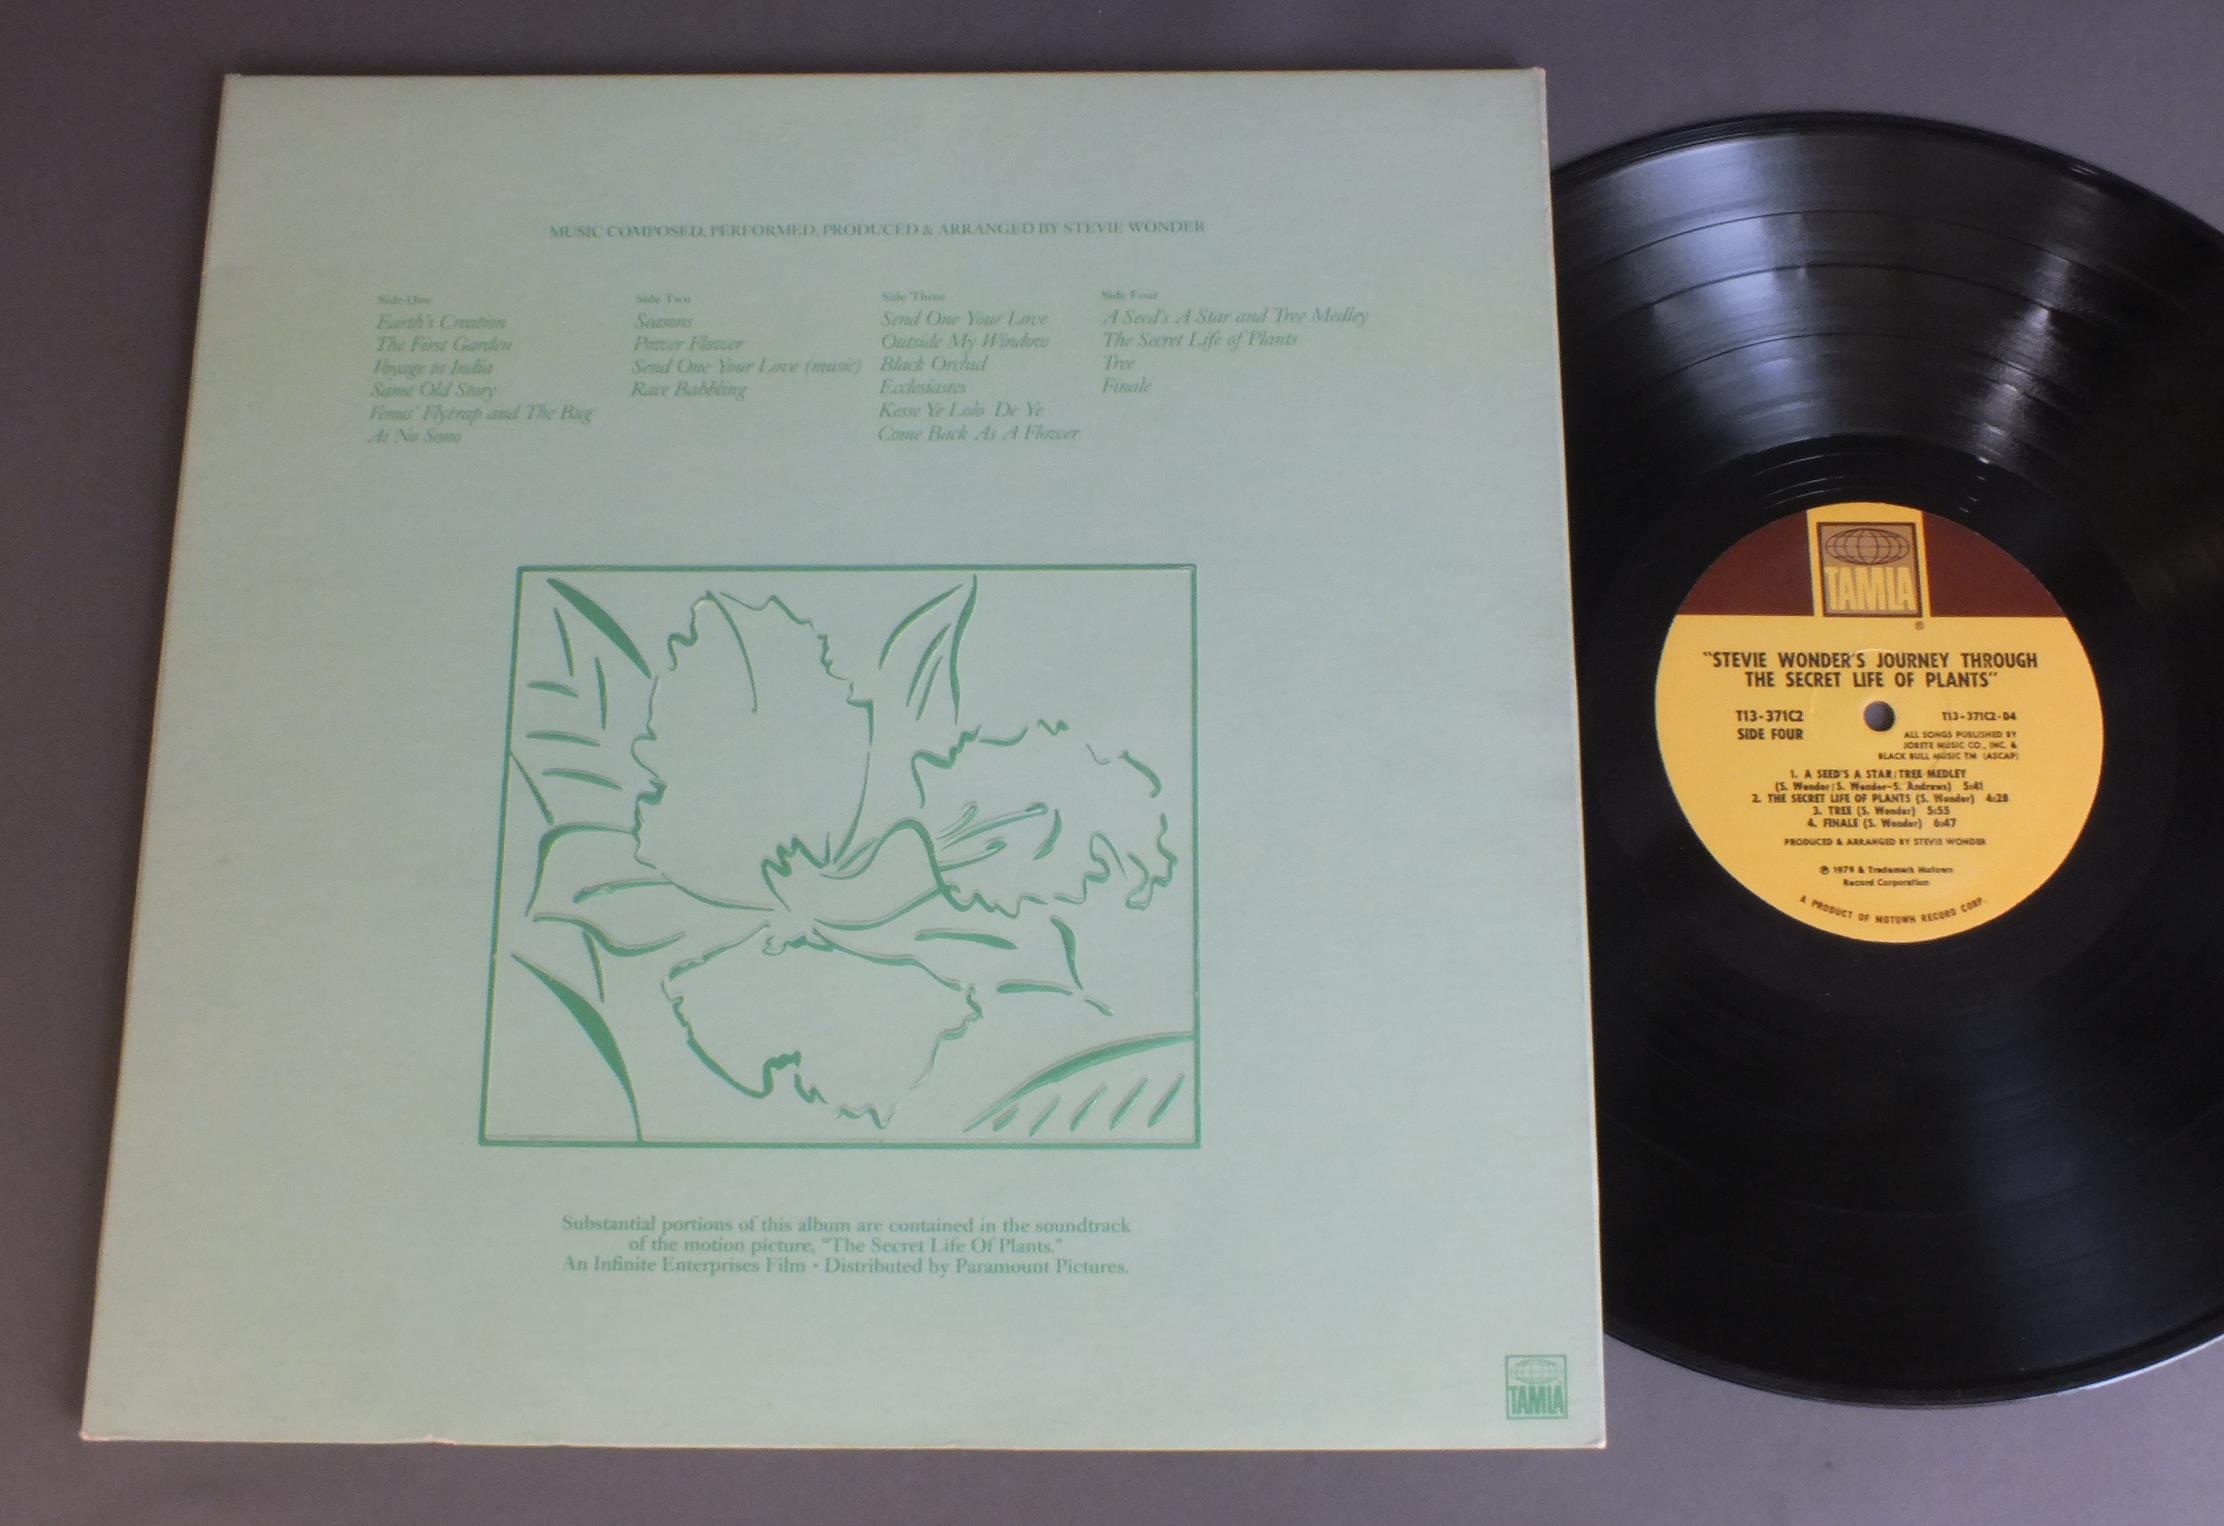 MUSIC COMPOSED, PERFORMED, PRODUCED & ARRANGED BY STEVIE WONDER
Side One
Earth's Creation
The First Garden
Voyage to India
Same Old Story
Venus' Flytrap and The Bug
Ai No Sono
Side Two
Seasons
Power Flower
Send One Your Love (music)
Race Babbling
Side Three
Send One Your Love
Outside My Window
Black Orchid
Ecclesiastes
Kesse Ye Lolo De Ye
Come Back As A Flower
Side Four
A Seed's A Star and Tree Medley
The Secret Life of Plants
Tree
Finale
Substantial portions of this album are contained in the soundtrack
of the motion picture, "The Secret Life Of Plants."
An Infinite Enterprises Film • Distributed by Paramount Pictures.
TAMLA
TAMLA
®
"STEVIE WONDER'S JOURNEY THROUGH
THE SECRET LIFE OF PLANTS"
T13-371C2
SIDE FOUR
T13-371C2-D4
ALL SONGS PUBLISHED BY
JOBETE MUSIC CO., INC. &
BLACK BULL MUSIC TM (ASCAP)
1. A SEED'S A STAR/TREE MEDLEY
(S. Wonder/S. Wonder-S. Andrews) 5:41
2. THE SECRET LIFE OF PLANTS (S. Wonder) 4:28
3. TREE (S. Wonder) 5:55
4. FINALE (S. Wonder) 6:47
PRODUCED & ARRANGED BY STEVIE WONDER
℗ 1979 & Trademark Motown
Record Corporation
A PRODUCT OF MOTOWN RECORD CORP.